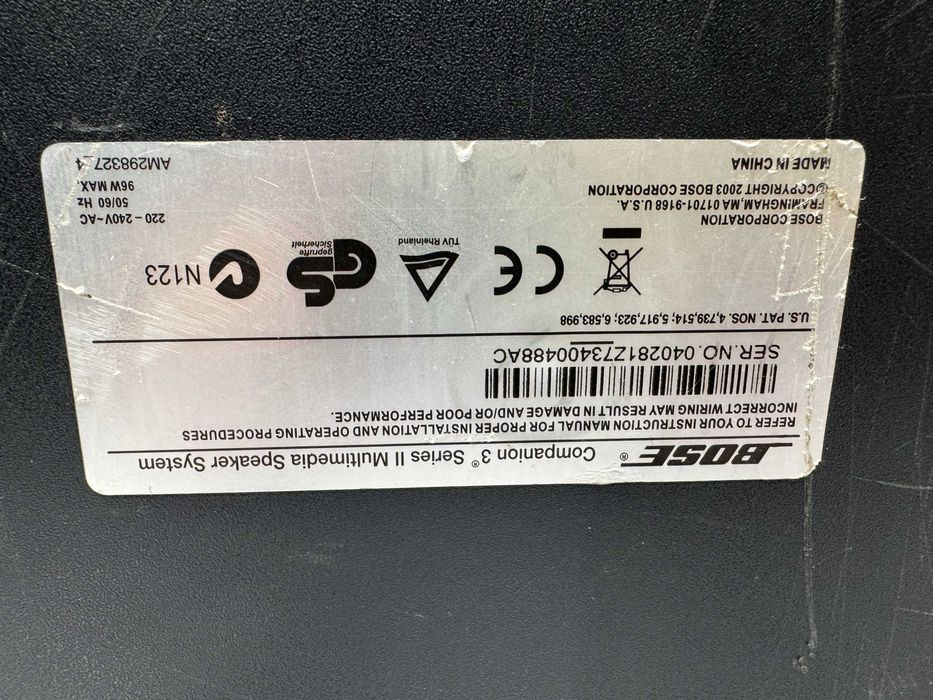 BOSE® Companion 3® Series II Multimedia Speaker System
REFER TO YOUR INSTRUCTION MANUAL FOR PROPER INSTALLATION AND OPERATING PROCEDURES
INCORRECT WIRING MAY RESULT IN DAMAGE AND/OR POOR PERFORMANCE.
SER.NO.040281Z73400488AC
U.S. PAT. NOS. 4,739,514; 5,917,923; 6,583,998
CE
TÜV Rheinland
GS
geprüfte
Sicherheit
N123
BOSE CORPORATION
FRAMINGHAM,MA 01701-9168 U.S.A.
©COPYRIGHT 2003 BOSE CORPORATION
MADE IN CHINA
220 – 240V~AC
50/60 Hz
96W MAX.
AM298327_4